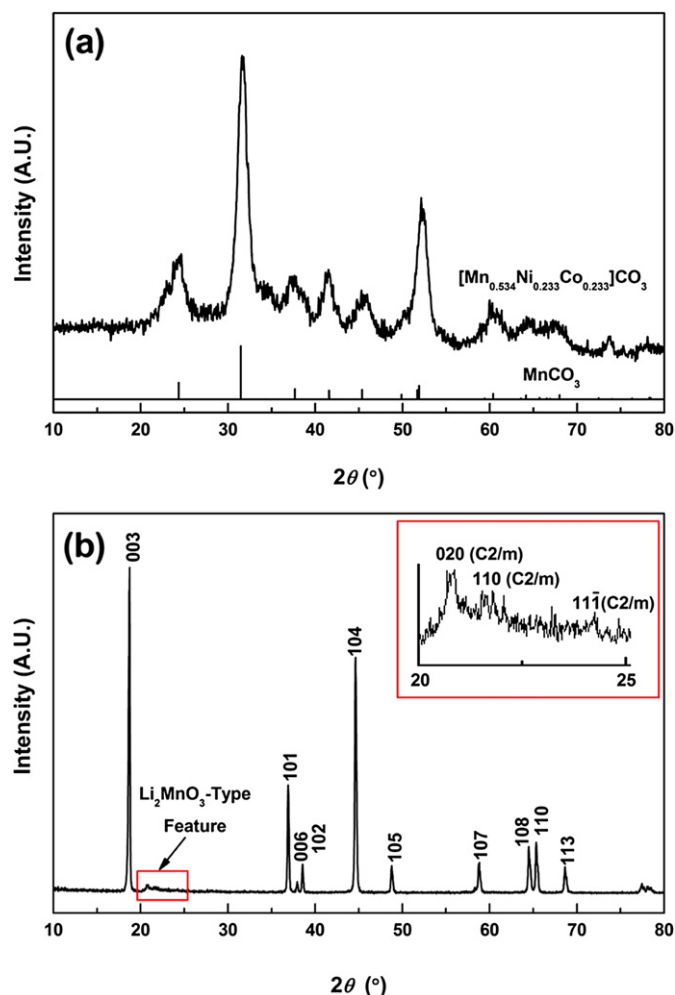 (a)
Intensity (A.U.)
[Mn₀.₅₃₄Ni₀.₂₃₃Co₀.₂₃₃]CO₃
MnCO₃
10 20 30 40 50 60 70 80
2θ (°)
(b)
003
020 (C2/m)
110 (C2/m)
111̄ (C2/m)
20 25
104
Intensity (A.U.)
101
Li₂MnO₃-Type
Feature
006
102
105
107
108
110
113
10 20 30 40 50 60 70 80
2θ (°)